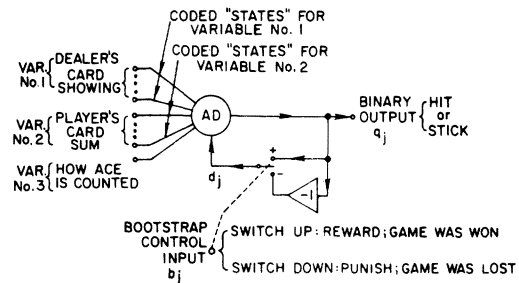 CODED "STATES" FOR
VARIABLE No. 1
CODED "STATES" FOR
VARIABLE No. 2
VAR.
No.1
DEALER'S
CARD
SHOWING
VAR.
No.2
PLAYER'S
CARD
SUM
VAR.
No.3
HOW ACE
IS COUNTED
AD
BINARY
OUTPUT
qj
HIT
or
STICK
+
-
dj
-1
BOOTSTRAP
CONTROL
INPUT
bj
SWITCH UP: REWARD; GAME WAS WON
SWITCH DOWN: PUNISH; GAME WAS LOST